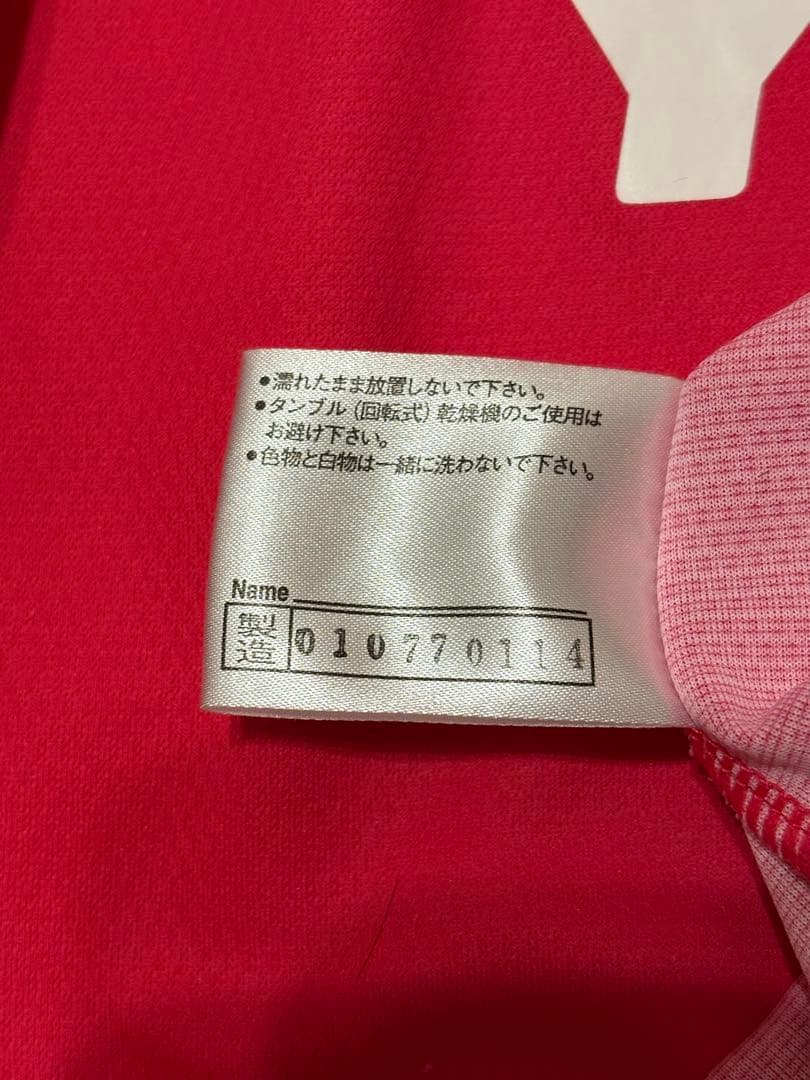 ●濡れたまま放置しないで下さい。
●タンブル（回転式）乾燥機のご使用は
お避け下さい。
●色物と白物は一緒に洗わないで下さい。
Name
製造 010770114